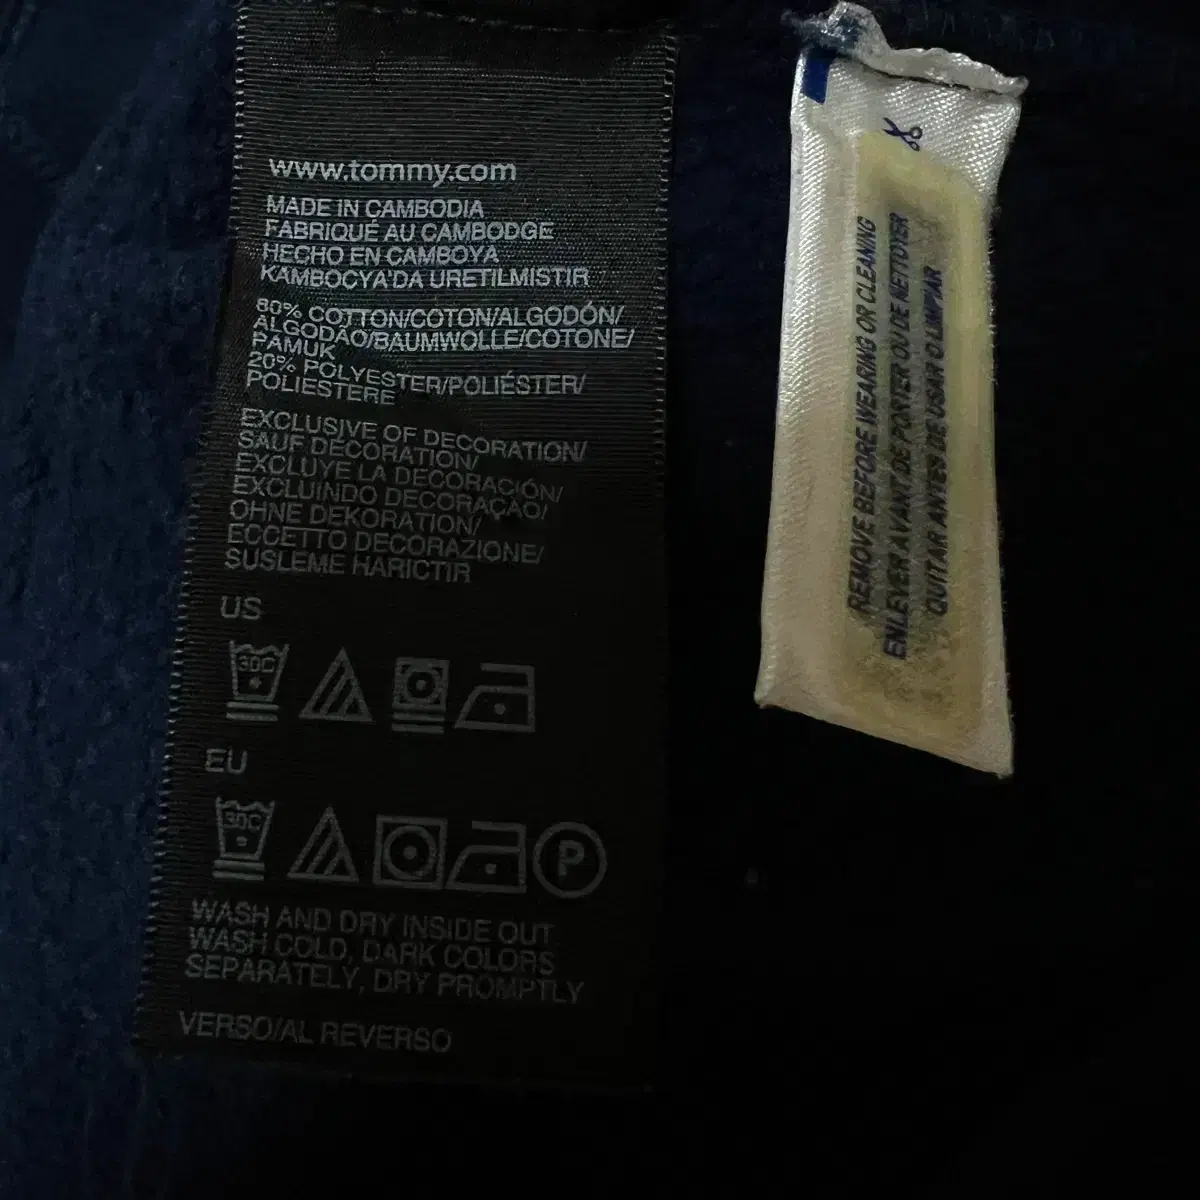 www.tommy.com
MADE IN CAMBODIA
FABRIQUÉ AU CAMBODGE
HECHO EN CAMBOYA
KAMBOCYA'DA URETILMISTIR
80% COTTON/COTON/ALGODÓN/
ALGODÃO/BAUMWOLLE/COTONE/
PAMUK
20% POLYESTER/POLIÉSTER/
POLIESTERE
EXCLUSIVE OF DECORATION/
SAUF DÉCORATION/
EXCLUYE LA DECORACIÓN/
EXCLUINDO DECORAÇAO/
OHNE DEKORATION/
ECCETTO DECORAZIONE/
SUSLEME HARICTIR
US
30C
EU
30C
P
WASH AND DRY INSIDE OUT
WASH COLD, DARK COLORS
SEPARATELY, DRY PROMPTLY
VERSO/AL REVERSO
REMOVE BEFORE WEARING OR CLEANING
ENLEVER AVANT DE PORTER OU DE NETTOYER
QUITAR ANTES DE USAR O LIMPIAR